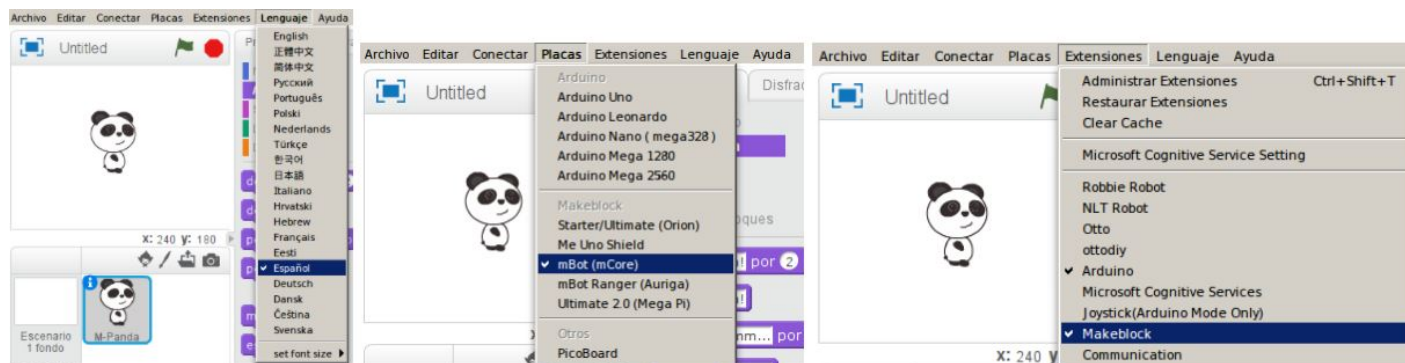 Archivo Editar Conectar Placas Extensiones Lenguaje Ayuda
Untitled
English
正體中文
简体中文
Русский
Português
Polski
Nederlands
Türkçe
한국어
日本語
Italiano
Hrvatski
Hebrew
Français
Eesti
Español
Deutsch
Dansk
Čeština
Svenska
set font size
X: 240 y: 180
Escenario
1 fondo
M-Panda
Archivo Editar Conectar Placas Extensiones Lenguaje Ayuda
Untitled
Arduino
Arduino Uno
Arduino Leonardo
Arduino Nano ( mega328 )
Arduino Mega 1280
Arduino Mega 2560
Makeblock
Starter/Ultimate (Orion)
Me Uno Shield
mBot (mCore)
mBot Ranger (Auriga)
Ultimate 2.0 (Mega Pi)
Otros
PicoBoard
por 2
por
Archivo Editar Conectar Placas Extensiones Lenguaje Ayuda
Untitled
Administrar Extensiones Ctrl+Shift+T
Restaurar Extensiones
Clear Cache
Microsoft Cognitive Service Setting
Robbie Robot
NLT Robot
Otto
ottodiy
Arduino
Microsoft Cognitive Services
Joystick(Arduino Mode Only)
Makeblock
Communication
X: 240 y